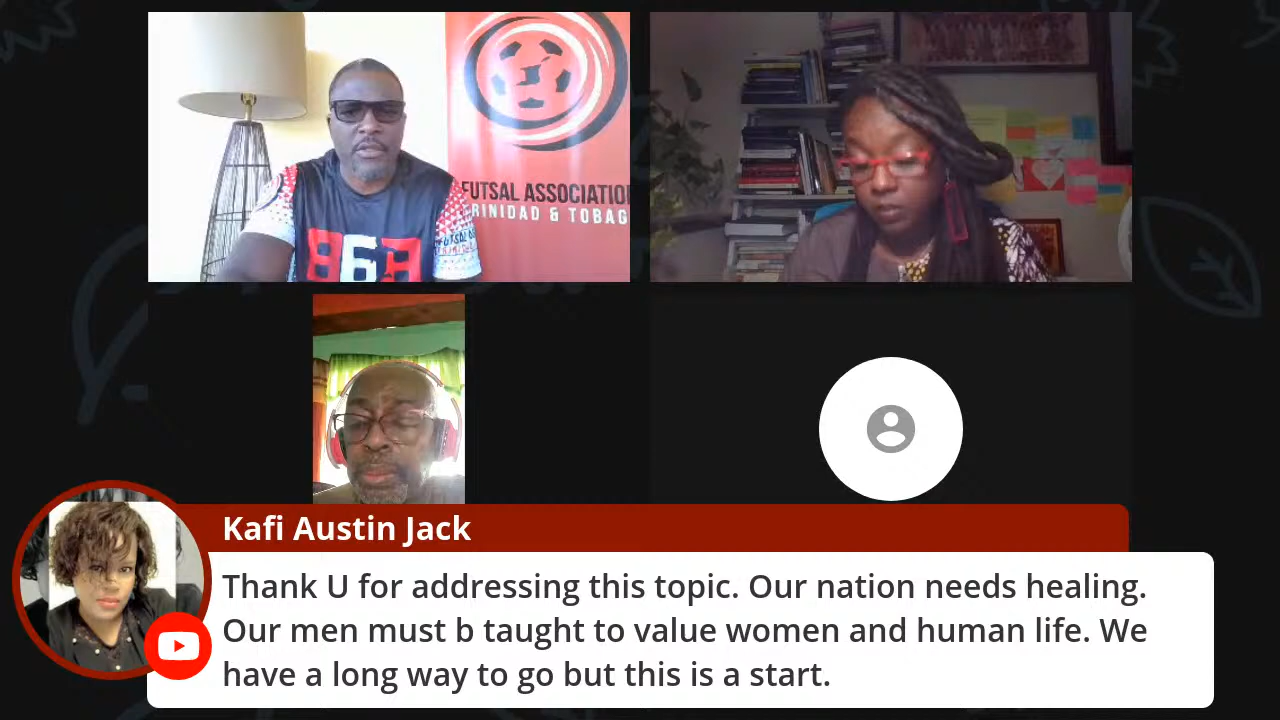 FUTSAL ASSOCIATION
TRINIDAD & TOBAG
868
Kafi Austin Jack
Thank U for addressing this topic. Our nation needs healing.
Our men must b taught to value women and human life. We
have a long way to go but this is a start.